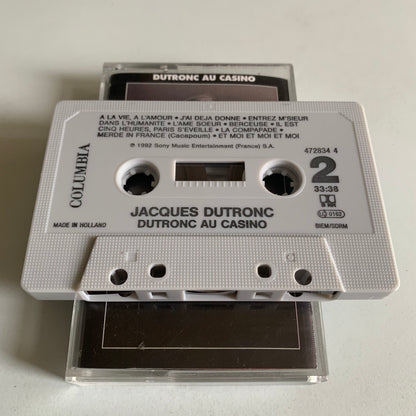 DUTRONC AU CASINO
A LA VIE, A L'AMOUR • J'AI DEJA DONNE • ENTREZ M'SIEUR
DANS L'HUMANITE • L'AME SOEUR • BERCEUSE • IL EST
CINQ HEURES, PARIS S'EVEILLE • LA COMPAPADE •
MERDE IN FRANCE (Cacapoum) • ET MOI ET MOI ET MOI
℗ 1992 Sony Music Entertainment (France) S.A.
472834 4
2
33:38
COLUMBIA
JACQUES DUTRONC
DUTRONC AU CASINO
MADE IN HOLLAND
BIEM/SDRM